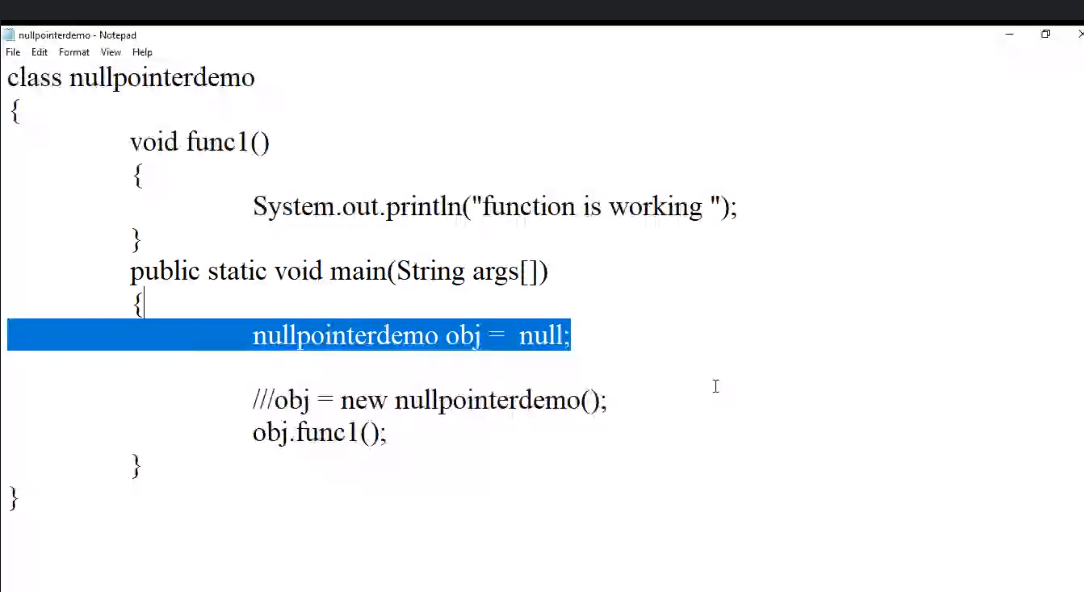 nullpointerdemo - Notepad
File Edit Format View Help
class nullpointerdemo
{
void func1()
{
System.out.println("function is working ");
}
public static void main(String args[])
{
nullpointerdemo obj =  null;
///obj = new nullpointerdemo();
obj.func1();
}
}